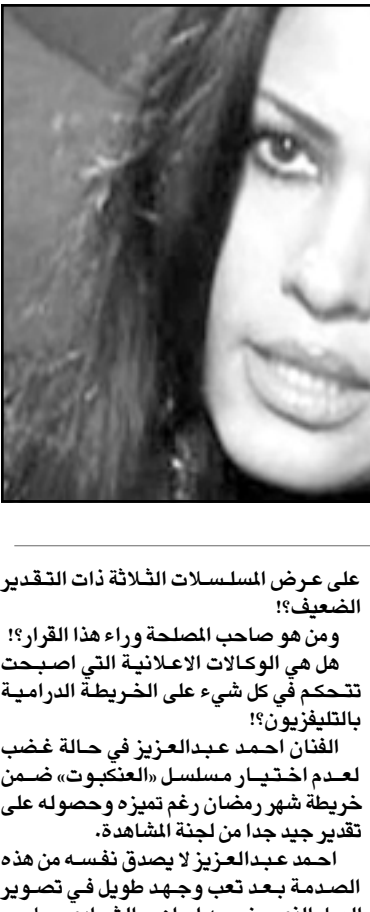 على عرض المسلسلات الثلاثة ذات التقدير
الضعيف؟!
ومن هو صاحب المصلحة وراء هذا القرار؟!
هل هي الوكالات الاعلانية التي اصبحت
تتحكم في كل شيء على الخريطة الدرامية
بالتليفزيون؟!
الفنان احمد عبدالعزيز في حالة غضب
لعدم اختيار مسلسل «العنكبوت» ضمن
خريطة شهر رمضان رغم تميزه وحصوله على
تقدير جيد جدا من لجنة المشاهدة.
احمد عبدالعزيز لا يصدق نفسه من هذه
الصدمة بعد تعب وجهد طويل في تصوير